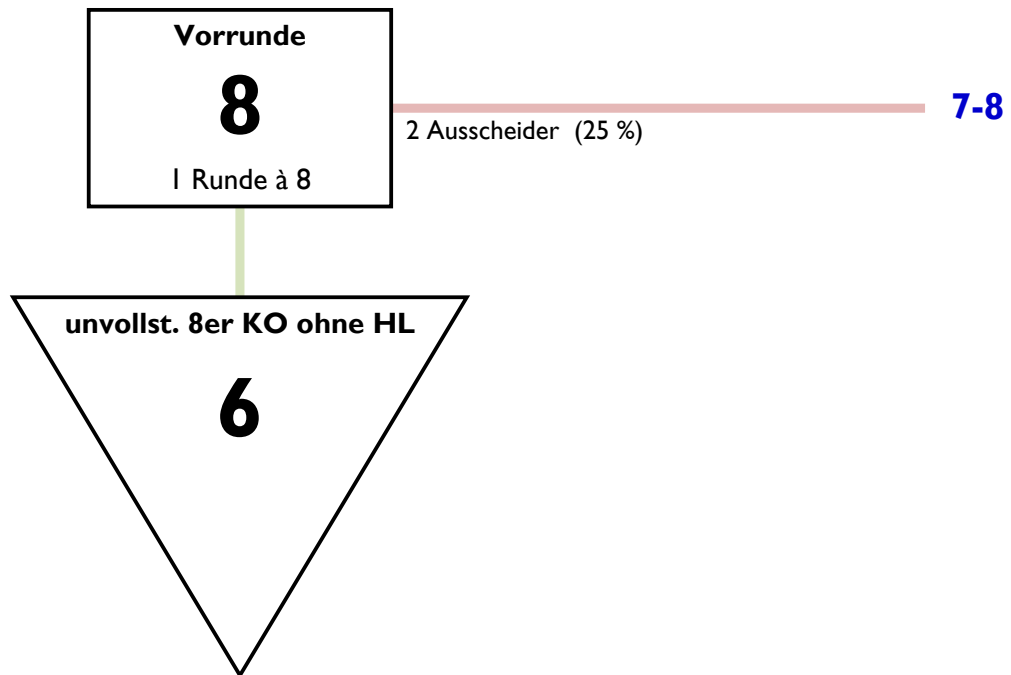 Vorrunde
8
1 Runde à 8
2 Ausscheider (25 %)
7-8
unvollst. 8er KO ohne HL
6